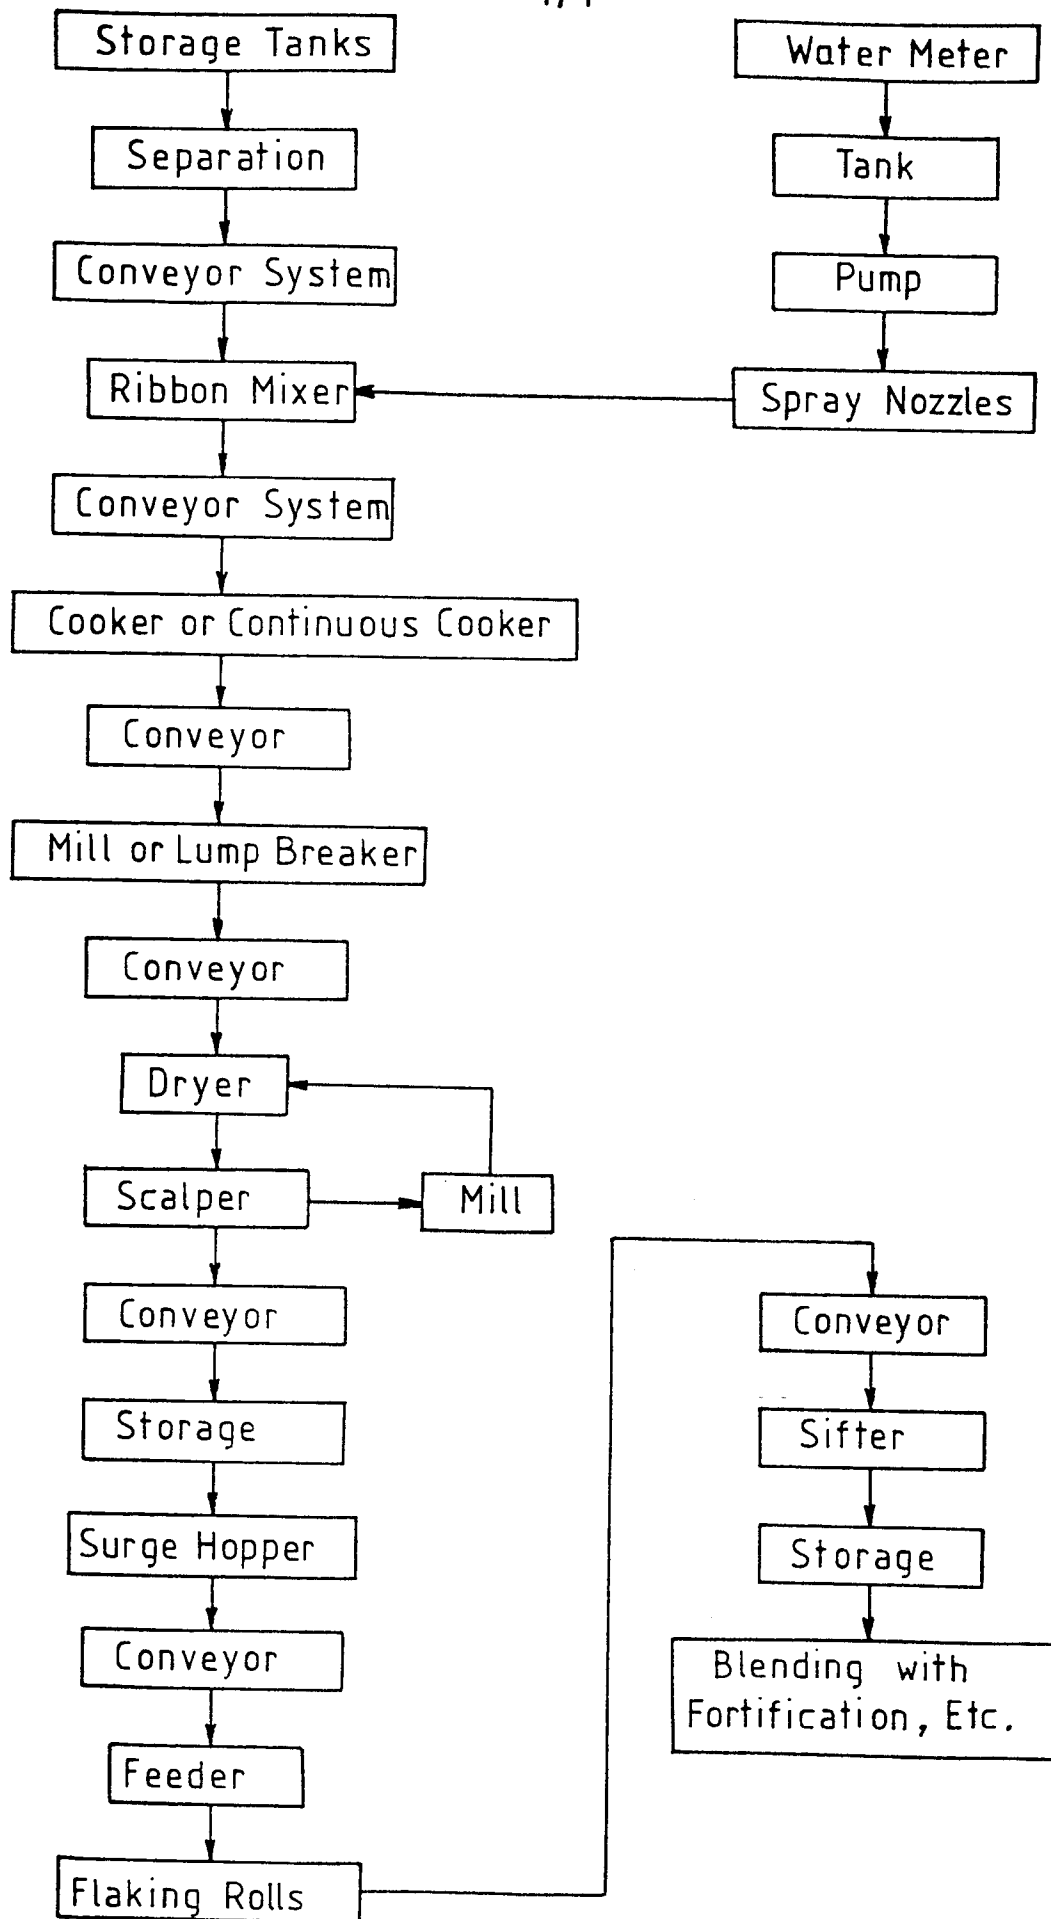 Storage Tanks
Separation
Conveyor System
Ribbon Mixer
Conveyor System
Cooker or Continuous Cooker
Conveyor
Mill or Lump Breaker
Conveyor
Dryer
Scalper
Mill
Conveyor
Storage
Surge Hopper
Conveyor
Feeder
Flaking Rolls
Water Meter
Tank
Pump
Spray Nozzles
Conveyor
Sifter
Storage
Blending with
Fortification, Etc.